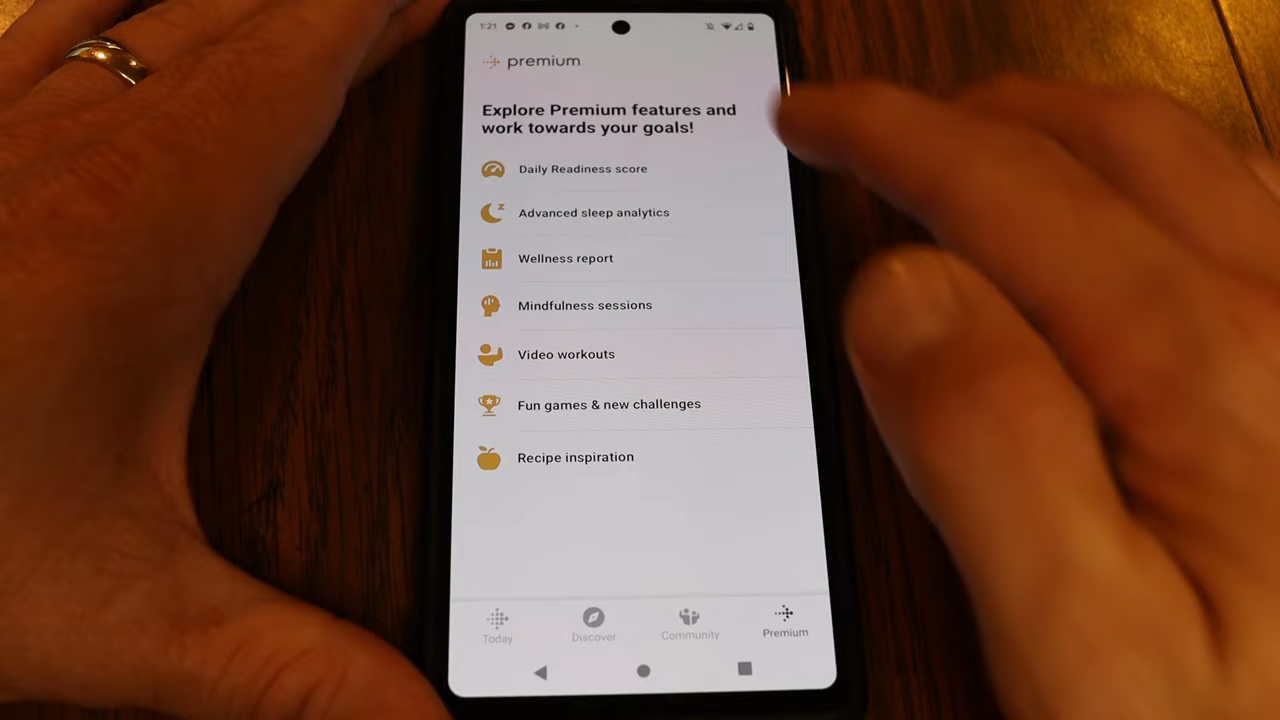 1:21
premium
Explore Premium features and
work towards your goals!
Daily Readiness score
Advanced sleep analytics
Wellness report
Mindfulness sessions
Video workouts
Fun games & new challenges
Recipe inspiration
Today
Discover
Community
Premium